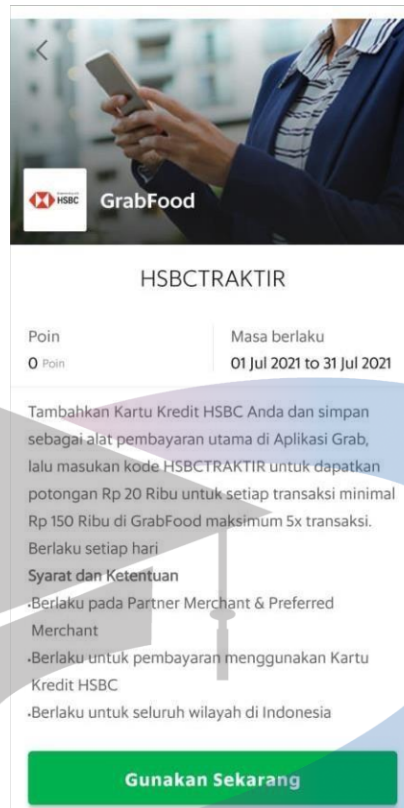 HSBC
GrabFood
HSBCTRAKTIR
Poin
Masa berlaku
0 Poin
01 Jul 2021 to 31 Jul 2021
Tambahkan Kartu Kredit HSBC Anda dan simpan
sebagai alat pembayaran utama di Aplikasi Grab,
lalu masukan kode HSBCTRAKTIR untuk dapatkan
potongan Rp 20 Ribu untuk setiap transaksi minimal
Rp 150 Ribu di GrabFood maksimum 5x transaksi.
Berlaku setiap hari
Syarat dan Ketentuan
•Berlaku pada Partner Merchant & Preferred
Merchant
•Berlaku untuk pembayaran menggunakan Kartu
Kredit HSBC
•Berlaku untuk seluruh wilayah di Indonesia
Gunakan Sekarang